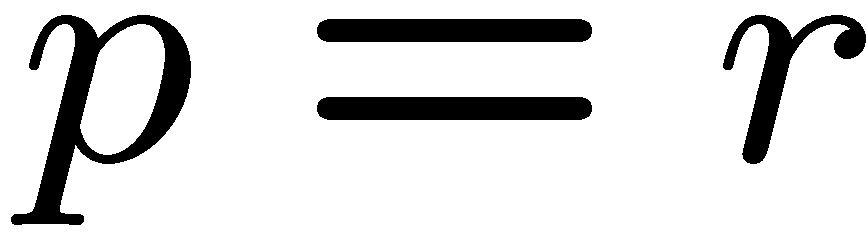 p = r